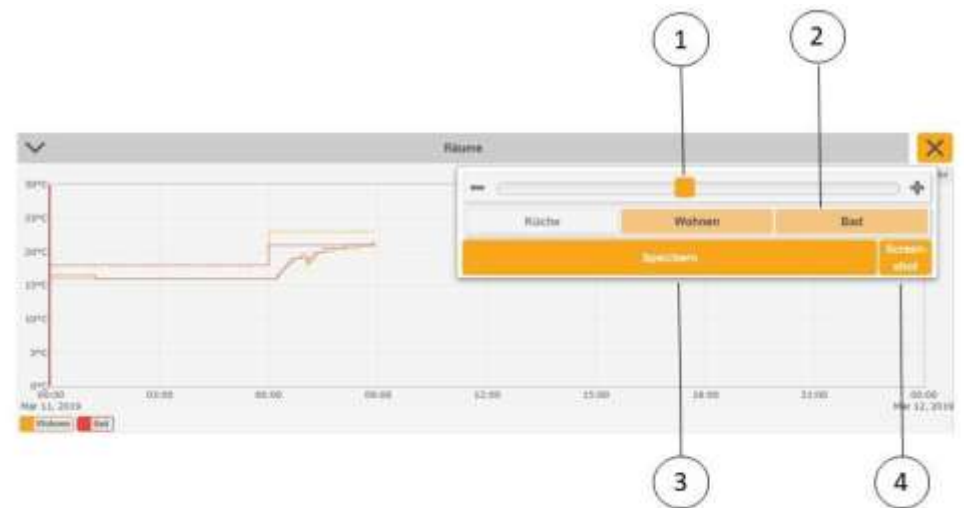 1
2
Räume
30°C
25°C
20°C
15°C
10°C
5°C
0°C
Küche
Wohnen
Bad
Speichern
Screen-
shot
00:00
03:00
06:00
09:00
12:00
15:00
18:00
21:00
00:00
Mar 11, 2019
Mar 12, 2019
Wohnen
Bad
3
4